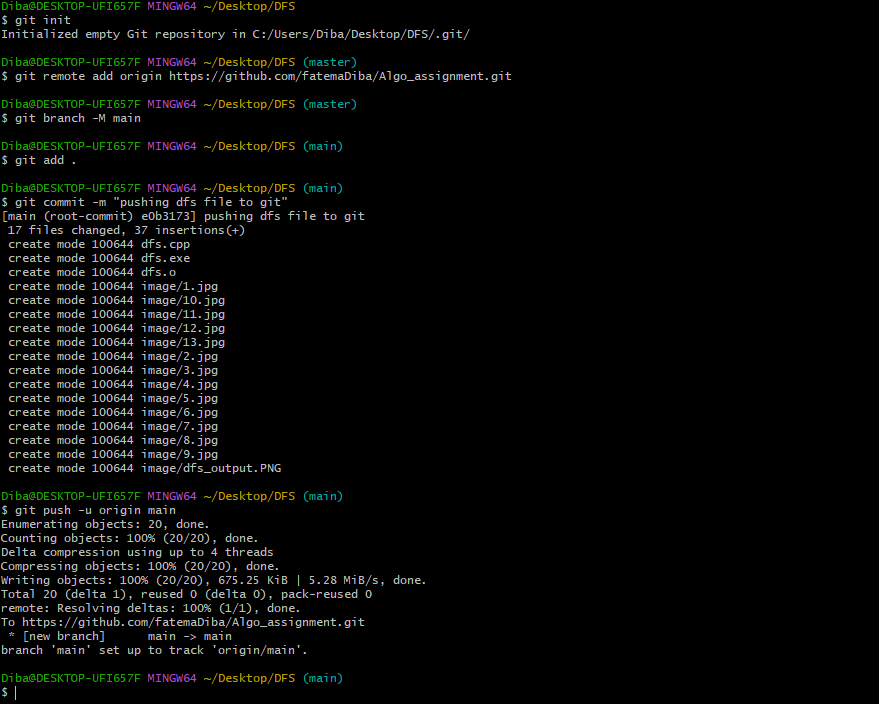 Diba@DESKTOP-UFI657F MINGW64 ~/Desktop/DFS
$ git init
Initialized empty Git repository in C:/Users/Diba/Desktop/DFS/.git/
Diba@DESKTOP-UFI657F MINGW64 ~/Desktop/DFS (master)
$ git remote add origin https://github.com/fatemaDiba/Algo_assignment.git
Diba@DESKTOP-UFI657F MINGW64 ~/Desktop/DFS (master)
$ git branch -M main
Diba@DESKTOP-UFI657F MINGW64 ~/Desktop/DFS (main)
$ git add .
Diba@DESKTOP-UFI657F MINGW64 ~/Desktop/DFS (main)
$ git commit -m "pushing dfs file to git"
[main (root-commit) e0b3173] pushing dfs file to git
17 files changed, 37 insertions(+)
create mode 100644 dfs.cpp
create mode 100644 dfs.exe
create mode 100644 dfs.o
create mode 100644 image/1.jpg
create mode 100644 image/10.jpg
create mode 100644 image/11.jpg
create mode 100644 image/12.jpg
create mode 100644 image/13.jpg
create mode 100644 image/2.jpg
create mode 100644 image/3.jpg
create mode 100644 image/4.jpg
create mode 100644 image/5.jpg
create mode 100644 image/6.jpg
create mode 100644 image/7.jpg
create mode 100644 image/8.jpg
create mode 100644 image/9.jpg
create mode 100644 image/dfs_output.PNG
Diba@DESKTOP-UFI657F MINGW64 ~/Desktop/DFS (main)
$ git push -u origin main
Enumerating objects: 20, done.
Counting objects: 100% (20/20), done.
Delta compression using up to 4 threads
Compressing objects: 100% (20/20), done.
Writing objects: 100% (20/20), 675.25 KiB | 5.28 MiB/s, done.
Total 20 (delta 1), reused 0 (delta 0), pack-reused 0
remote: Resolving deltas: 100% (1/1), done.
To https://github.com/fatemaDiba/Algo_assignment.git
* [new branch]      main -> main
branch 'main' set up to track 'origin/main'.
Diba@DESKTOP-UFI657F MINGW64 ~/Desktop/DFS (main)
$